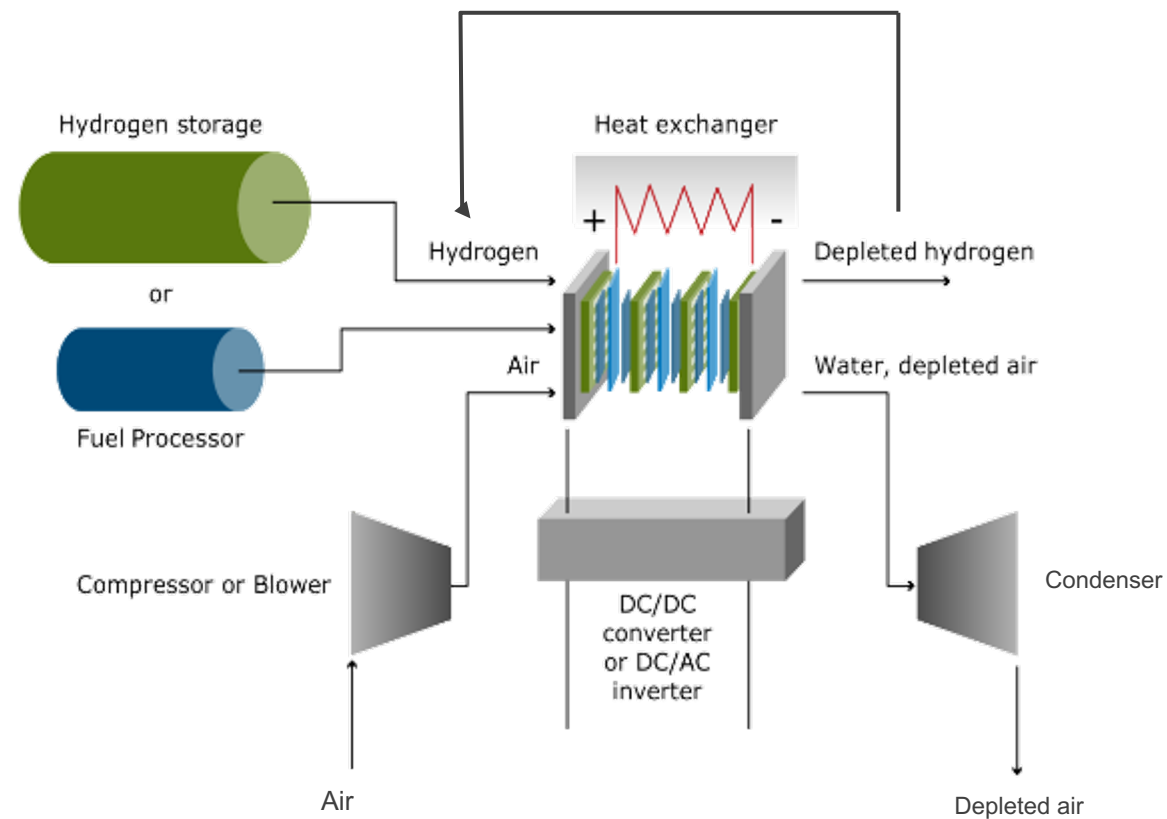 Hydrogen storage
Heat exchanger
+ -
Hydrogen
Depleted hydrogen
or
Air
Water, depleted air
Fuel Processor
Compressor or Blower
Condenser
DC/DC
converter
or DC/AC
inverter
Air
Depleted air